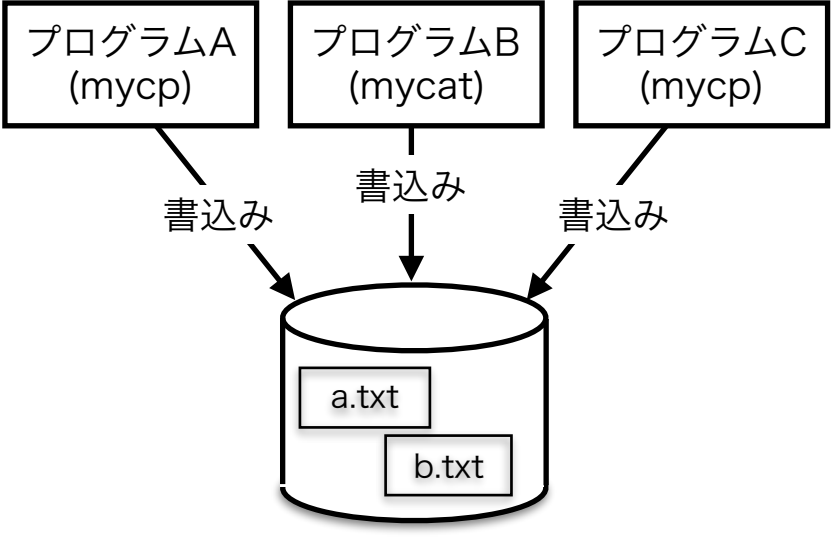 プログラムA
(mycp)
プログラムB
(mycat)
プログラムC
(mycp)
書込み
書込み
書込み
a.txt
b.txt